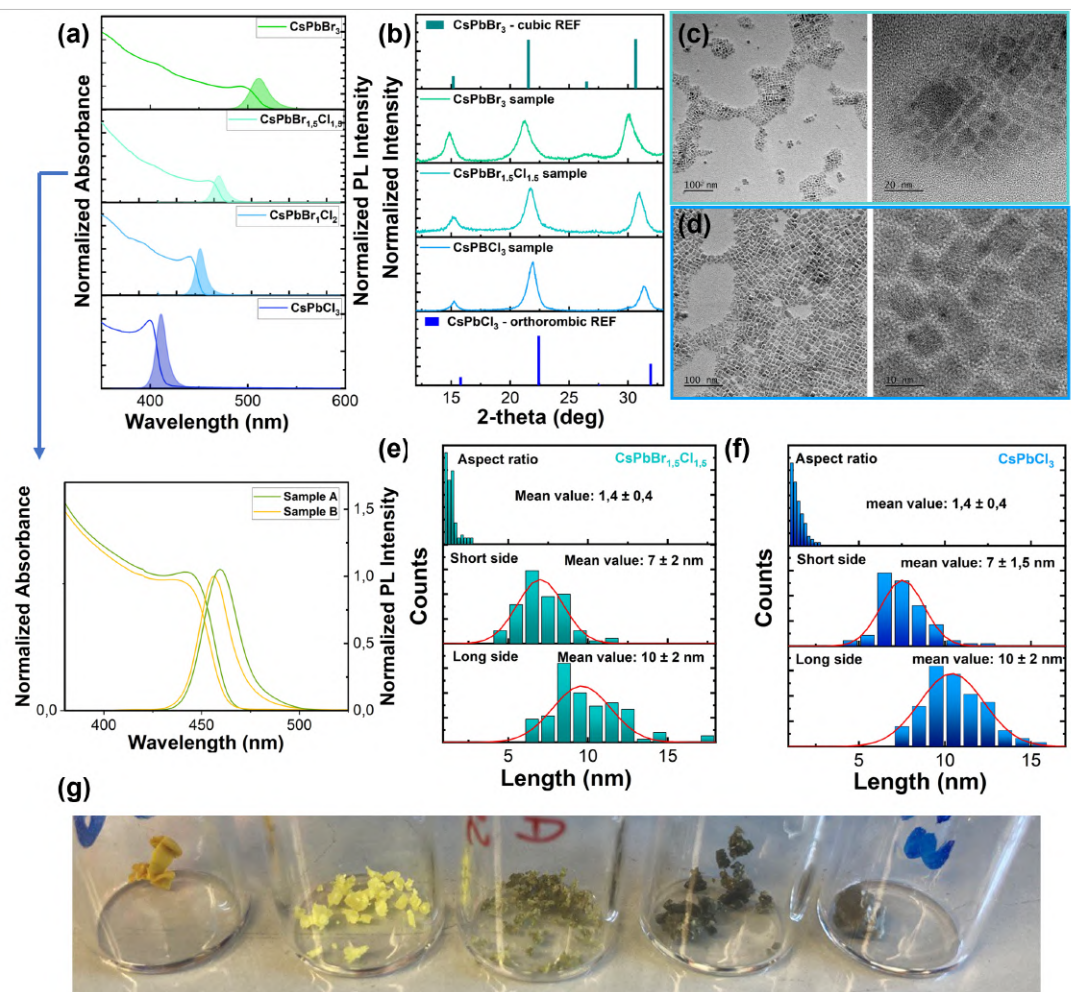 (a)
CsPbBr₃
CsPbBr₁,₅Cl₁,₅
CsPbBr₁Cl₂
CsPbCl₃
Normalized Absorbance
Normalized PL Intensity
400 500 600
Wavelength (nm)
(b)
CsPbBr₃ - cubic REF
CsPbBr₃ sample
CsPbBr₁.₅Cl₁.₅ sample
CsPBCl₃ sample
CsPbCl₃ - orthorombic REF
Normalized Intensity
15 20 25 30
2-theta (deg)
(c)
100 nm
20 nm
(d)
100 nm
10 nm
Sample A
Sample B
Normalized Absorbance
0,0
1,5
1,0
0,5
0,0
Normalized PL Intensity
400 450 500
Wavelength (nm)
(e)
Aspect ratio
CsPbBr₁,₅Cl₁,₅
Mean value: 1,4 ± 0,4
Short side
Mean value: 7 ± 2 nm
Long side
Mean value: 10 ± 2 nm
Counts
5 10 15
Length (nm)
(f)
Aspect ratio
CsPbCl₃
mean value: 1,4 ± 0,4
Short side
mean value: 7 ± 1,5 nm
Long side
mean value: 10 ± 2 nm
Counts
5 10 15
Length (nm)
(g)
A